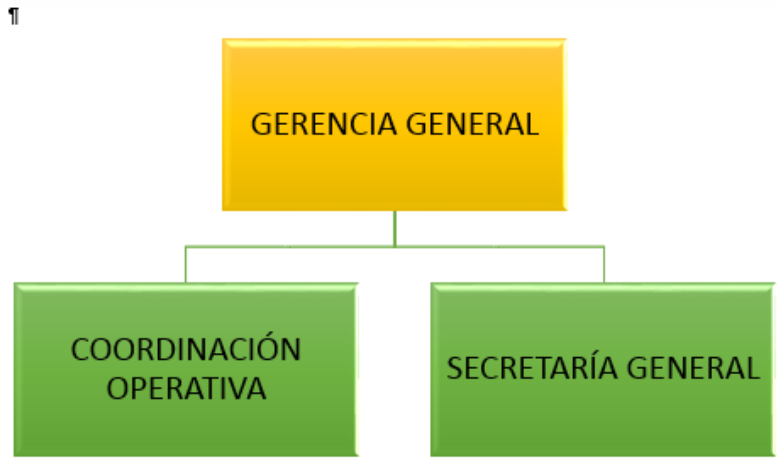 ¶
GERENCIA GENERAL
COORDINACIÓN
OPERATIVA
SECRETARÍA GENERAL